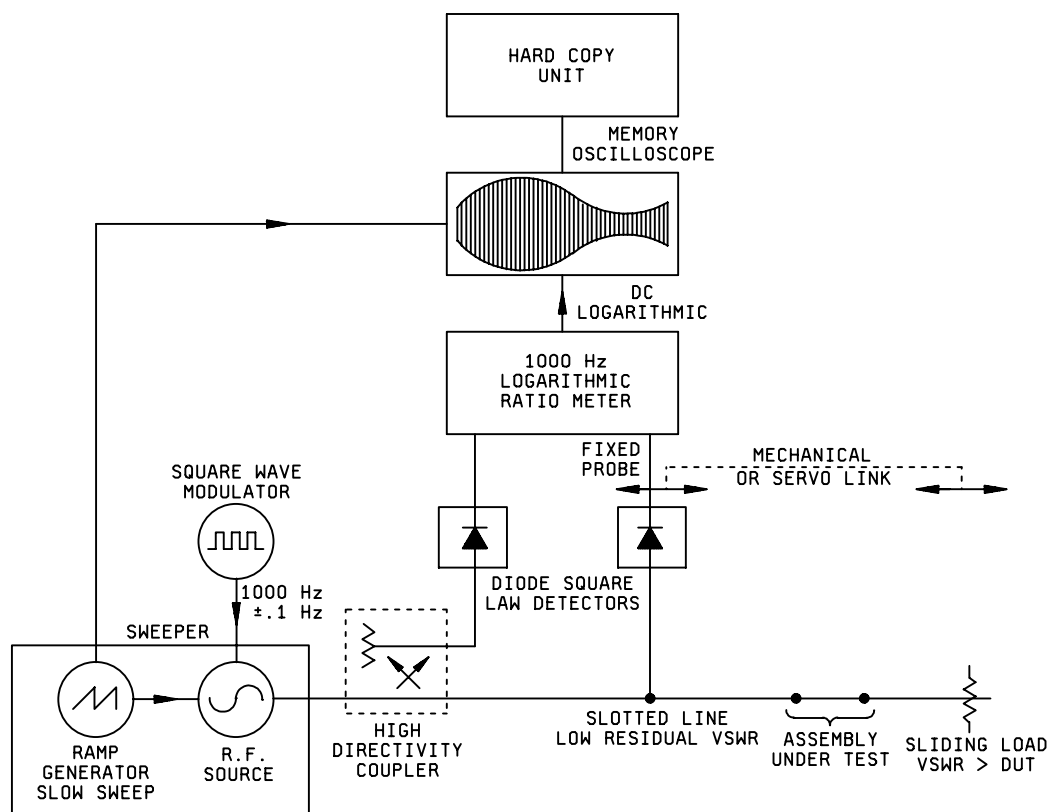 HARD COPY
UNIT
MEMORY
OSCILLOSCOPE
DC
LOGARITHMIC
1000 Hz
LOGARITHMIC
RATIO METER
FIXED
PROBE
MECHANICAL
OR SERVO LINK
SQUARE WAVE
MODULATOR
1000 Hz
±.1 Hz
DIODE SQUARE
LAW DETECTORS
SWEEPER
RAMP
GENERATOR
SLOW SWEEP
R.F.
SOURCE
HIGH
DIRECTIVITY
COUPLER
SLOTTED LINE
LOW RESIDUAL VSWR
ASSEMBLY
UNDER TEST
SLIDING LOAD
VSWR > DUT